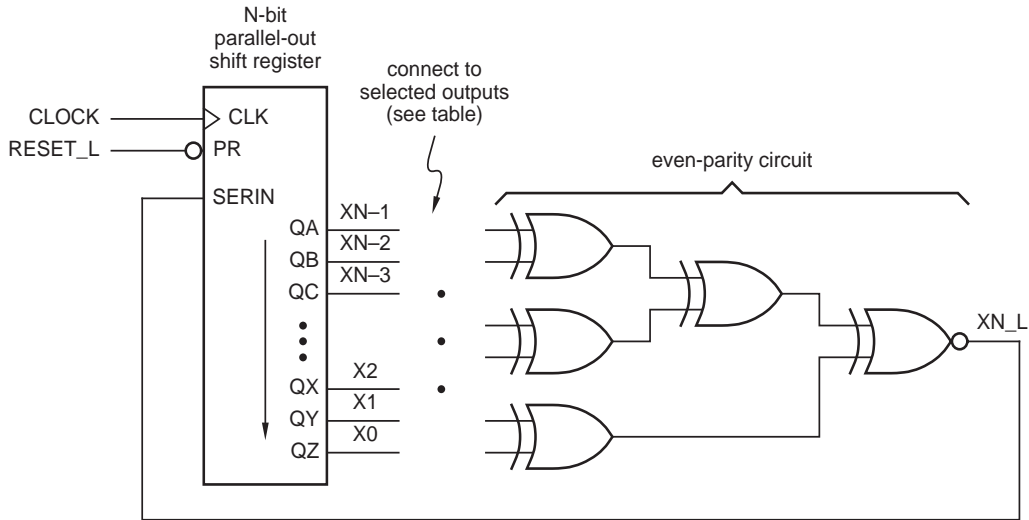 N-bit
parallel-out
shift register
connect to
selected outputs
(see table)
CLOCK
CLK
RESET_L
PR
even-parity circuit
SERIN
QA
XN–1
QB
XN–2
QC
XN–3
XN_L
QX
X2
QY
X1
QZ
X0